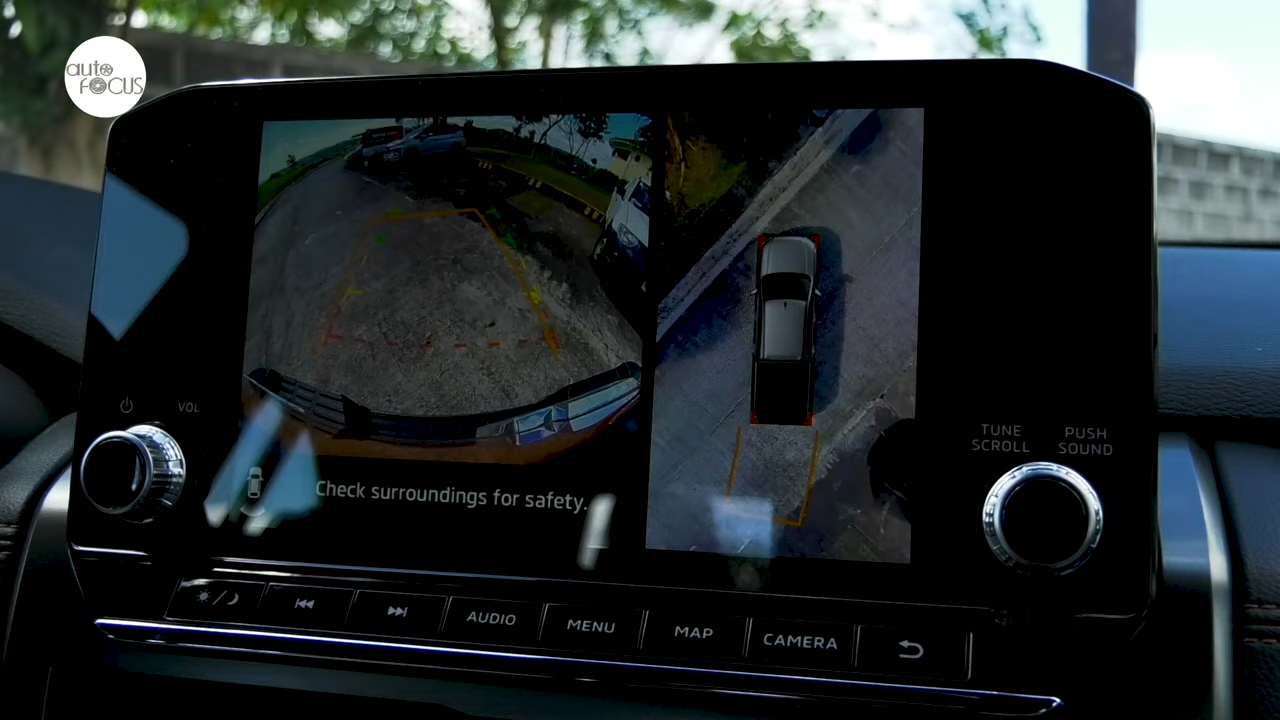 auto
FOCUS
VOL
TUNE
SCROLL
PUSH
SOUND
Check surroundings for safety.
AUDIO
MENU
MAP
CAMERA